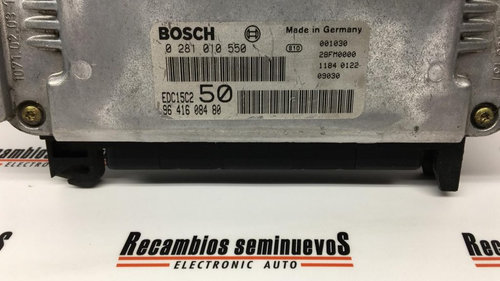 BOSCH
Made in Germany
0 281 010 550
010
001030
28FM0000
1184 0122-
09030
EDC15C2 50
96 416 084 80
Recambios seminuevos
ELECTRONIC AUTO